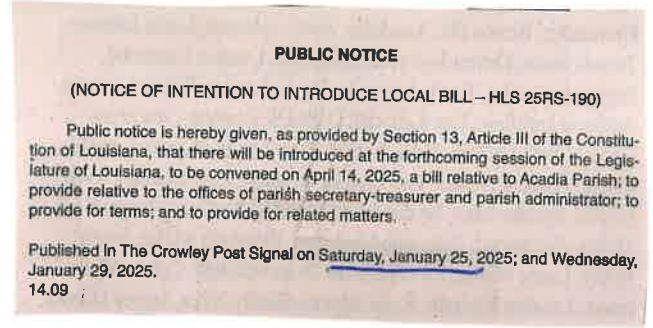 PUBLIC NOTICE
(NOTICE OF INTENTION TO INTRODUCE LOCAL BILL – HLS 25RS-190)
Public notice is hereby given, as provided by Section 13, Article III of the Constitu-
tion of Louisiana, that there will be introduced at the forthcoming session of the Legis-
lature of Louisiana, to be convened on April 14, 2025, a bill relative to Acadia Parish; to
provide relative to the offices of parish secretary-treasurer and parish administrator; to
provide for terms; and to provide for related matters.
Published In The Crowley Post Signal on Saturday, January 25, 2025; and Wednesday,
January 29, 2025.
14.09